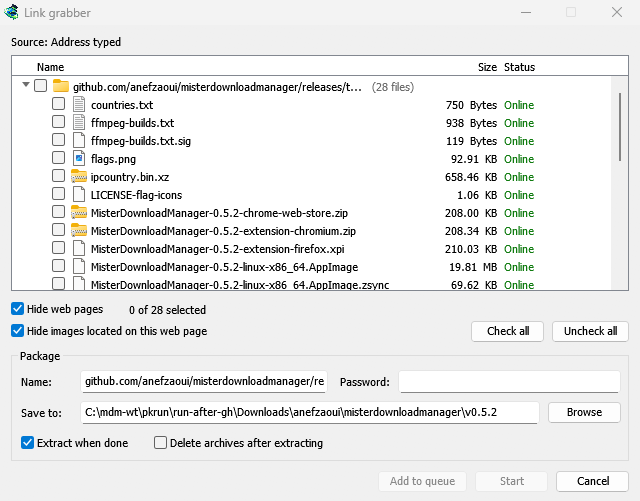 Link grabber
Source: Address typed
Name Size Status
github.com/anefzaoui/misterdownloadmanager/releases/t... (28 files)
countries.txt 750 Bytes Online
ffmpeg-builds.txt 938 Bytes Online
ffmpeg-builds.txt.sig 119 Bytes Online
flags.png 92.91 KB Online
ipcountry.bin.xz 658.46 KB Online
LICENSE-flag-icons 1.06 KB Online
MisterDownloadManager-0.5.2-chrome-web-store.zip 208.00 KB Online
MisterDownloadManager-0.5.2-extension-chromium.zip 208.34 KB Online
MisterDownloadManager-0.5.2-extension-firefox.xpi 210.03 KB Online
MisterDownloadManager-0.5.2-linux-x86_64.AppImage 19.81 MB Online
MisterDownloadManager-0.5.2-linux-x86_64.AppImage.zsync 69.62 KB Online
Hide web pages 0 of 28 selected
Hide images located on this web page Check all Uncheck all
Package
Name: github.com/anefzaoui/misterdownloadmanager/re Password:
Save to: C:\mdm-wt\pkrun\run-after-gh\Downloads\anefzaoui\misterdownloadmanager\v0.5.2 Browse
Extract when done Delete archives after extracting
Add to queue Start Cancel